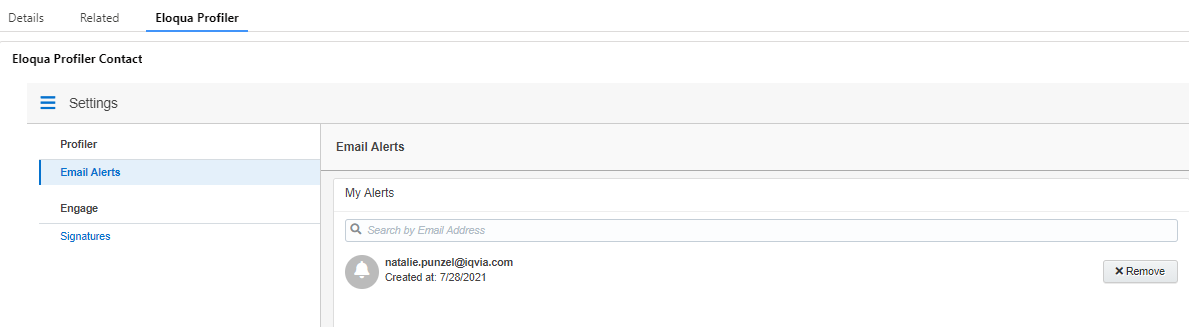 Details Related Eloqua Profiler
Eloqua Profiler Contact
Settings
Profiler
Email Alerts
Engage
Signatures
Email Alerts
My Alerts
Search by Email Address
natalie.punzel@iqvia.com
Created at: 7/28/2021
Remove